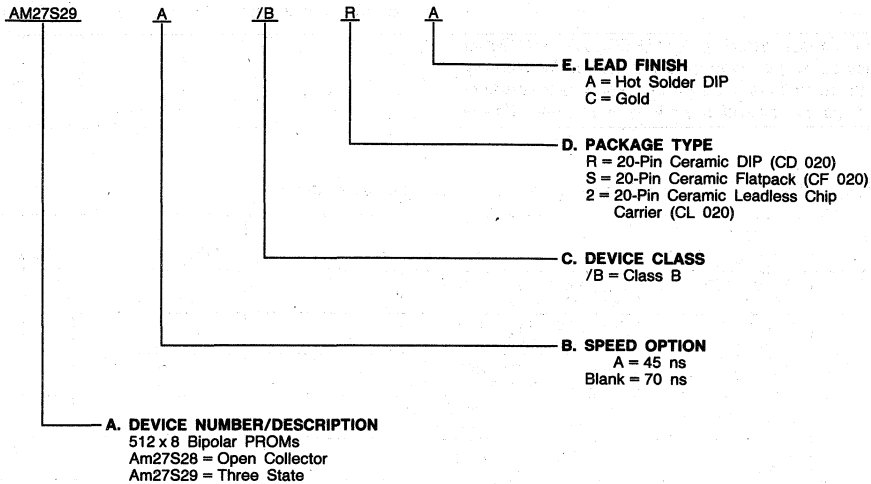 AM27S29 A /B R A
E. LEAD FINISH
A = Hot Solder DIP
C = Gold
D. PACKAGE TYPE
R = 20-Pin Ceramic DIP (CD 020)
S = 20-Pin Ceramic Flatpack (CF 020)
2 = 20-Pin Ceramic Leadless Chip
Carrier (CL 020)
C. DEVICE CLASS
/B = Class B
B. SPEED OPTION
A = 45 ns
Blank = 70 ns
A. DEVICE NUMBER/DESCRIPTION
512 x 8 Bipolar PROMs
Am27S28 = Open Collector
Am27S29 = Three State